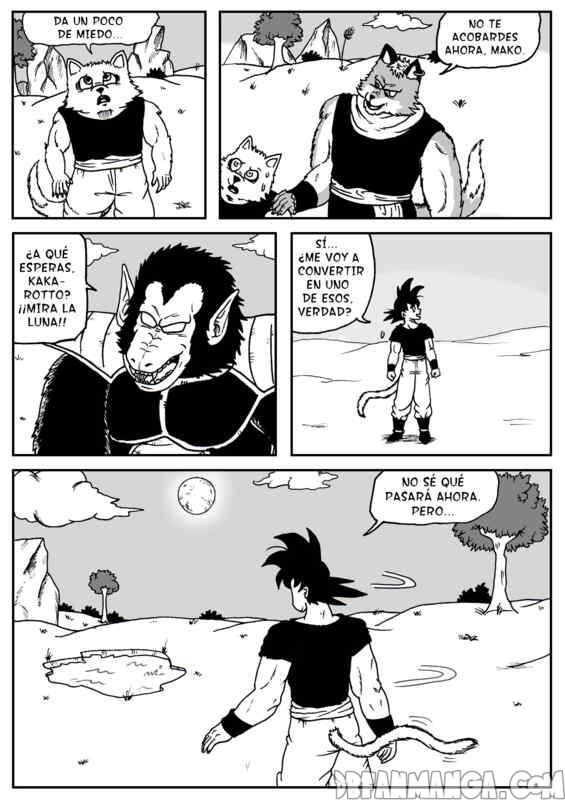 DA UN POCO
DE MIEDO...
NO TE
ACOBARDES
AHORA, MAKO.
¿A QUÉ
ESPERAS,
KAKA-
ROTTO?
¡¡MIRA LA
LUNA!!
SÍ...
¿ME VOY A
CONVERTIR
EN UNO
DE ESOS,
VERDAD?
NO SÉ QUÉ
PASARÁ AHORA.
PERO...
DBFANMANGA.COM